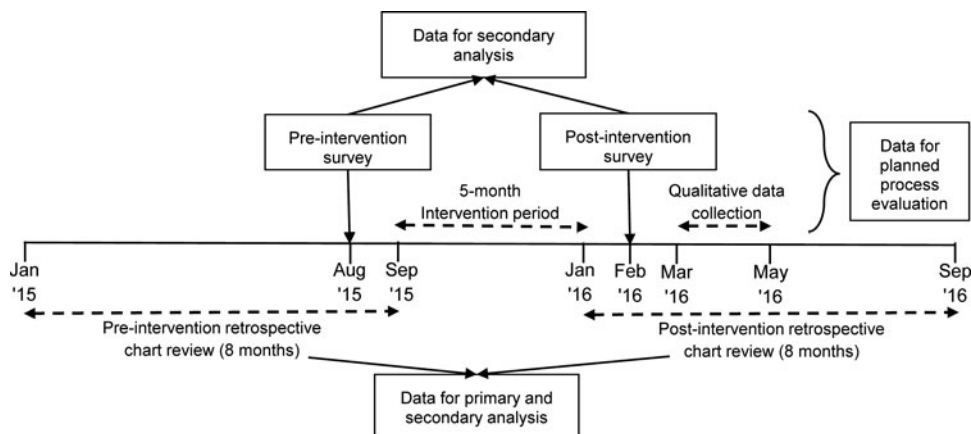 Data for secondary
analysis
Pre-intervention
survey
Post-intervention
survey
Data for
planned
process
evaluation
5-month
Intervention period
Qualitative data
collection
Jan
'15
Aug
'15
Sep
'15
Jan
'16
Feb
'16
Mar
'16
May
'16
Sep
'16
Pre-intervention retrospective
chart review (8 months)
Post-intervention retrospective
chart review (8 months)
Data for primary and
secondary analysis